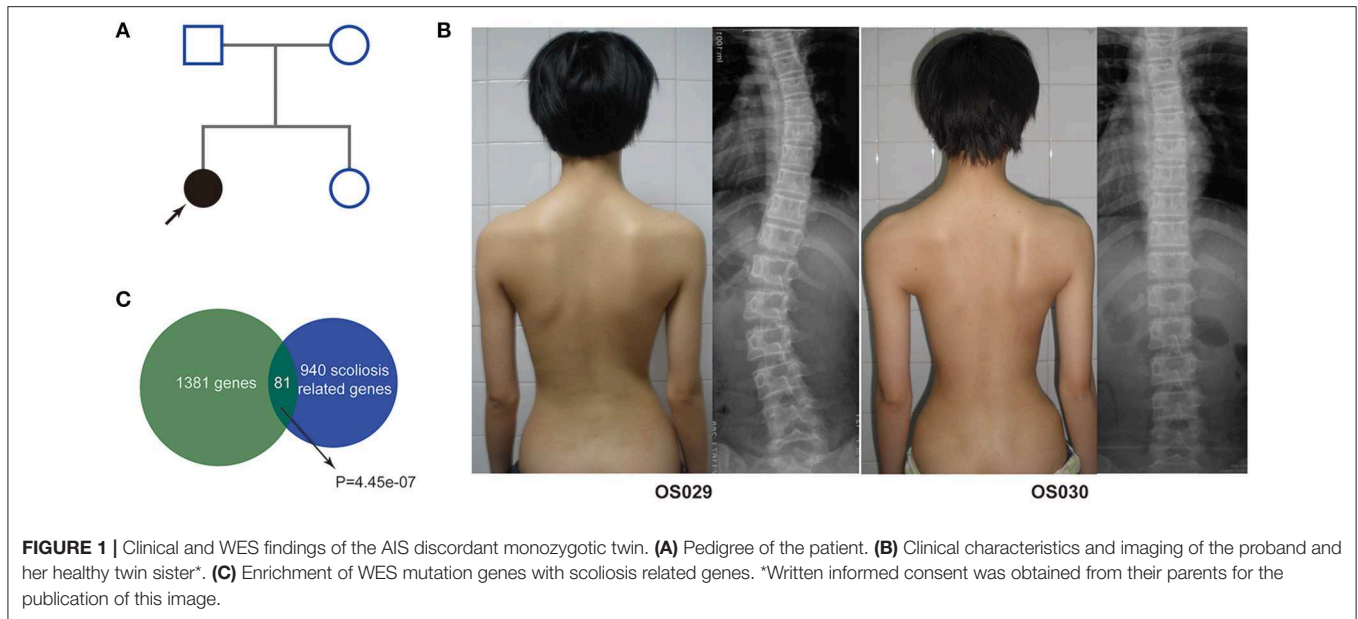 A
B
C
1381 genes
81
940 scoliosis
related genes
P=4.45e-07
OS029
OS030
FIGURE 1 | Clinical and WES findings of the AIS discordant monozygotic twin. (A) Pedigree of the patient. (B) Clinical characteristics and imaging of the proband and
her healthy twin sister*. (C) Enrichment of WES mutation genes with scoliosis related genes. *Written informed consent was obtained from their parents for the
publication of this image.